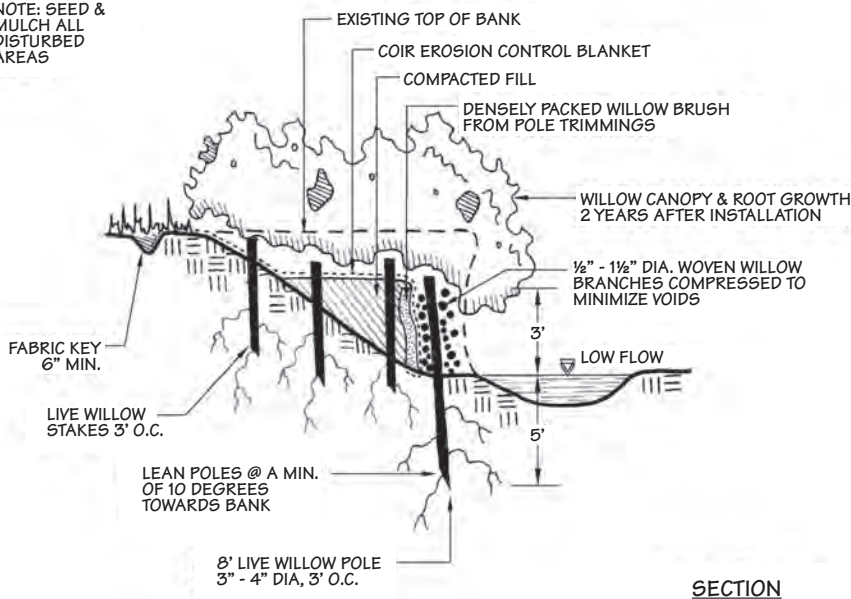 NOTE: SEED &
MULCH ALL
DISTURBED
AREAS
EXISTING TOP OF BANK
COIR EROSION CONTROL BLANKET
COMPACTED FILL
DENSELY PACKED WILLOW BRUSH
FROM POLE TRIMMINGS
WILLOW CANOPY & ROOT GROWTH
2 YEARS AFTER INSTALLATION
½" - 1½" DIA. WOVEN WILLOW
BRANCHES COMPRESSED TO
MINIMIZE VOIDS
3'
LOW FLOW
5'
FABRIC KEY
6" MIN.
LIVE WILLOW
STAKES 3' O.C.
LEAN POLES @ A MIN.
OF 10 DEGREES
TOWARDS BANK
8' LIVE WILLOW POLE
3" - 4" DIA, 3' O.C.
SECTION